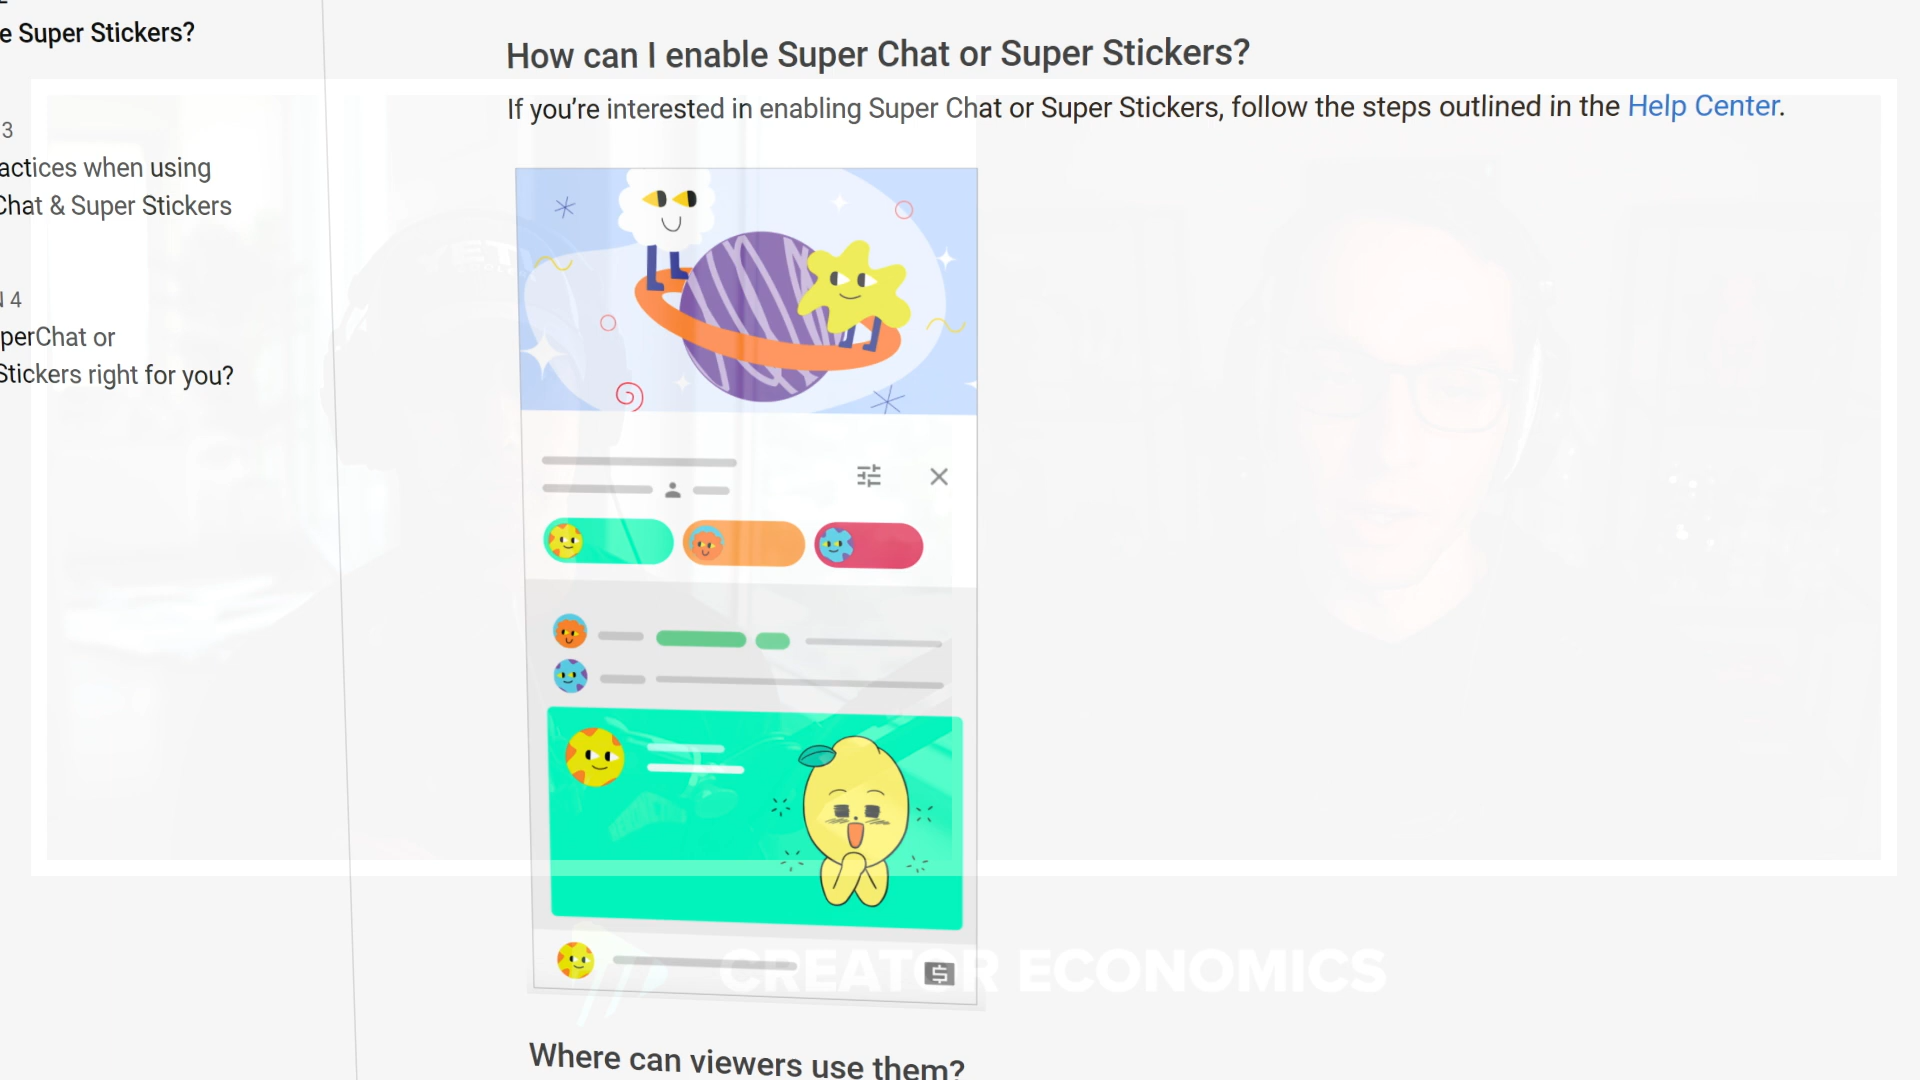 e Super Stickers?
3
actices when using
Chat & Super Stickers
4
perChat or
Stickers right for you?
How can I enable Super Chat or Super Stickers?
If you’re interested in enabling Super Chat or Super Stickers, follow the steps outlined in the Help Center.
CREATOR ECONOMICS
Where can viewers use them?